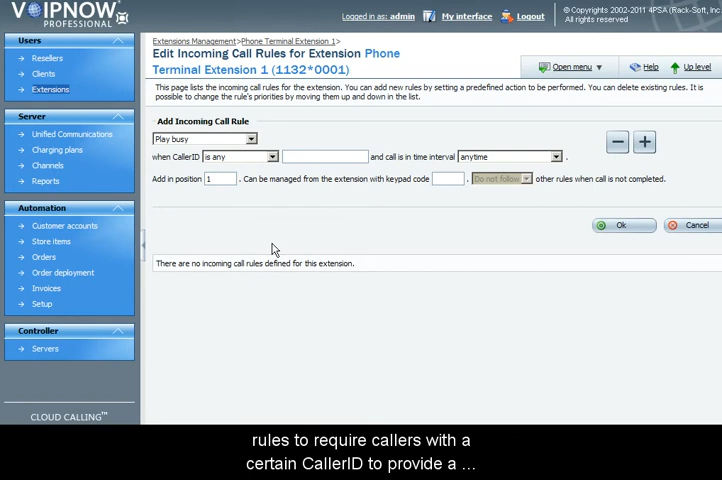 VOIPNOW
PROFESSIONAL
Logged in as: admin
My interface
Logout
© Copyrights 2002-2011 4PSA (Rack-Soft, Inc
All rights reserved
Users
Resellers
Clients
Extensions
Server
Unified Communications
Charging plans
Channels
Reports
Automation
Customer accounts
Store items
Orders
Order deployment
Invoices
Setup
Controller
Servers
CLOUD CALLING™
Extensions Management>Phone Terminal Extension 1>
Edit Incoming Call Rules for Extension Phone
Terminal Extension 1 (1132*0001)
Open menu
Help
Up level
This page lists the incoming call rules for the extension. You can add new rules by setting a predefined action to be performed. You can delete existing rules. It is
possible to change the rule's priorities by moving them up and down in the list.
Add Incoming Call Rule
Play busy
when CallerID is any and call is in time interval anytime .
Add in position 1 . Can be managed from the extension with keypad code . Do not follow other rules when call is not completed.
Ok
Cancel
There are no incoming call rules defined for this extension.
rules to require callers with a
certain CallerID to provide a ...